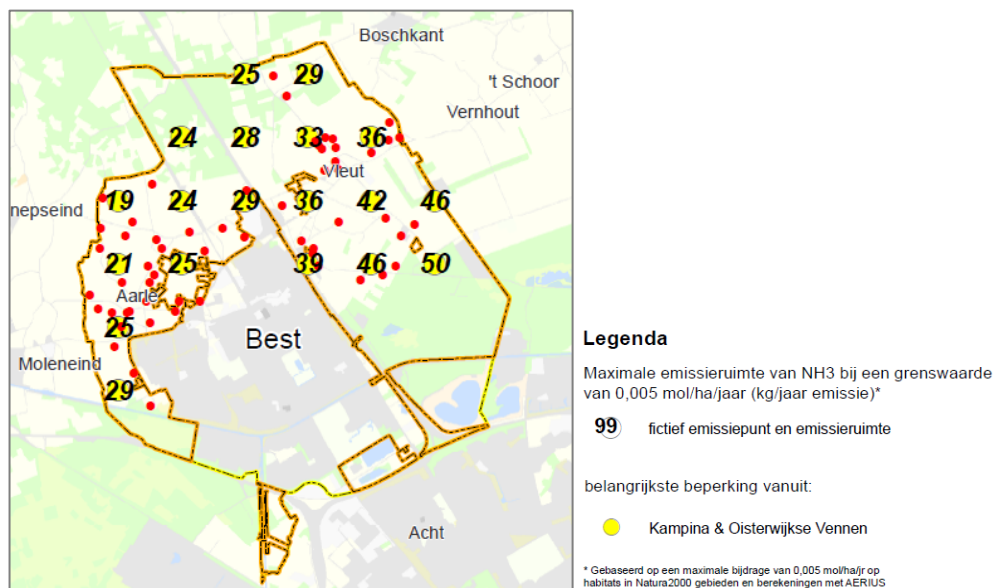 Boschkant
25 29
't Schoor
Vernhout
24 28 33 36
Vleut
19 24 29 36 42 46
nepseind
21 25 39 46 50
Aarle
25
Best
Moleneind
29
Acht
Legenda
Maximale emissieruimte van NH3 bij een grenswaarde
van 0,005 mol/ha/jaar (kg/jaar emissie)*
99 fictief emissiepunt en emissieruimte
belangrijkste beperking vanuit:
Kampina & Oisterwijkse Vennen
* Gebaseerd op een maximale bijdrage van 0,005 mol/ha/jr op
habitats in Natura2000 gebieden en berekeningen met AERIUS